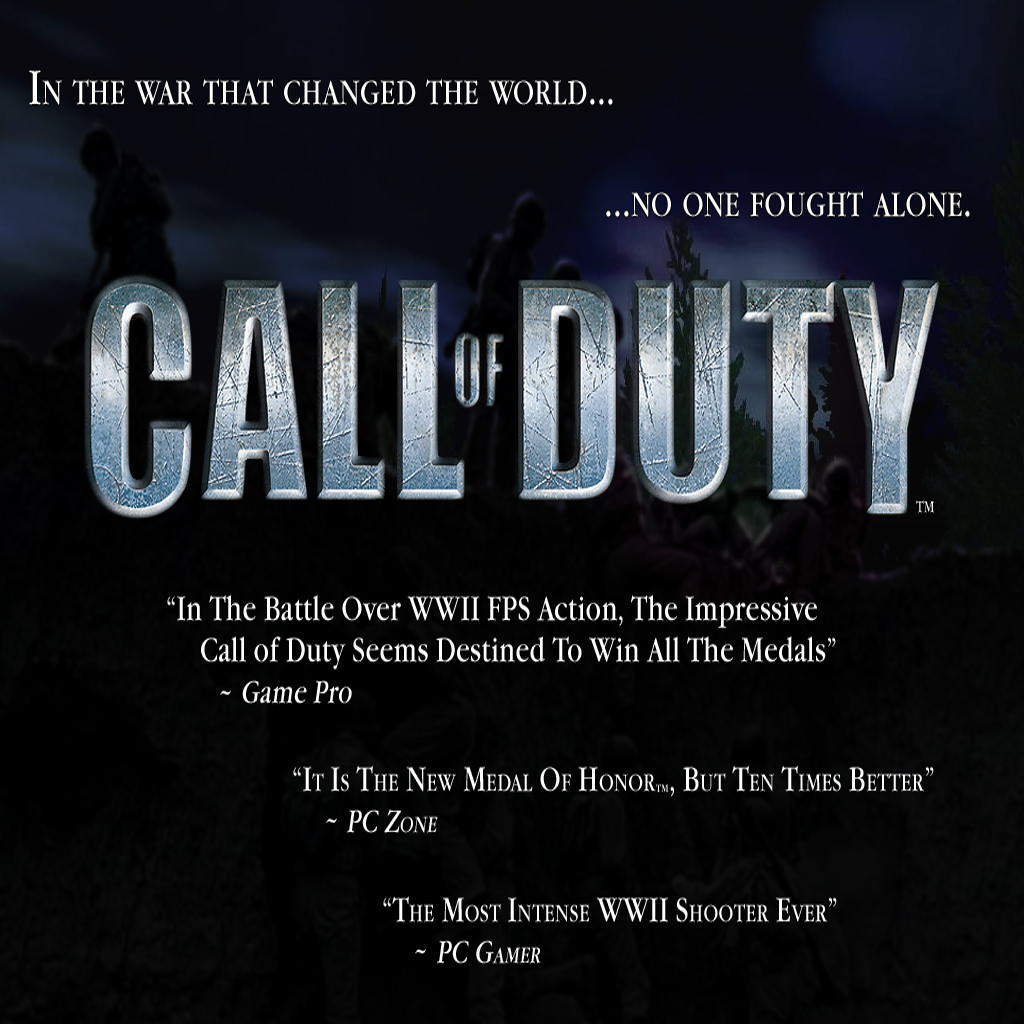 IN THE WAR THAT CHANGED THE WORLD...
...NO ONE FOUGHT ALONE.
CALL OF DUTY™
“In The Battle Over WWII FPS Action, The Impressive
Call of Duty Seems Destined To Win All The Medals”
~ Game Pro
“IT IS THE NEW MEDAL OF HONOR™, BUT TEN TIMES BETTER”
~ PC ZONE
“THE MOST INTENSE WWII SHOOTER EVER”
~ PC GAMER